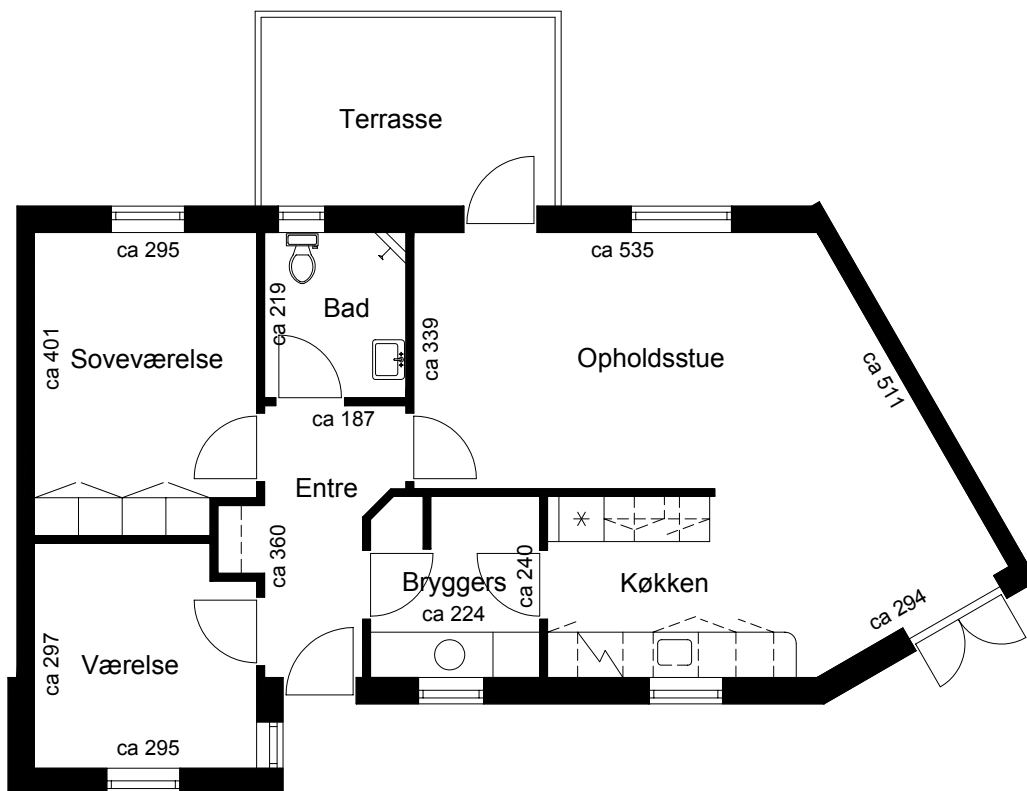 Terrasse
ca 295
ca 535
ca 219
Bad
ca 401
Soveværelse
ca 339
Opholdsstue
ca 511
ca 187
Entre
ca 360
Bryggers
ca 240
Køkken
ca 224
ca 294
ca 297
Værelse
ca 295